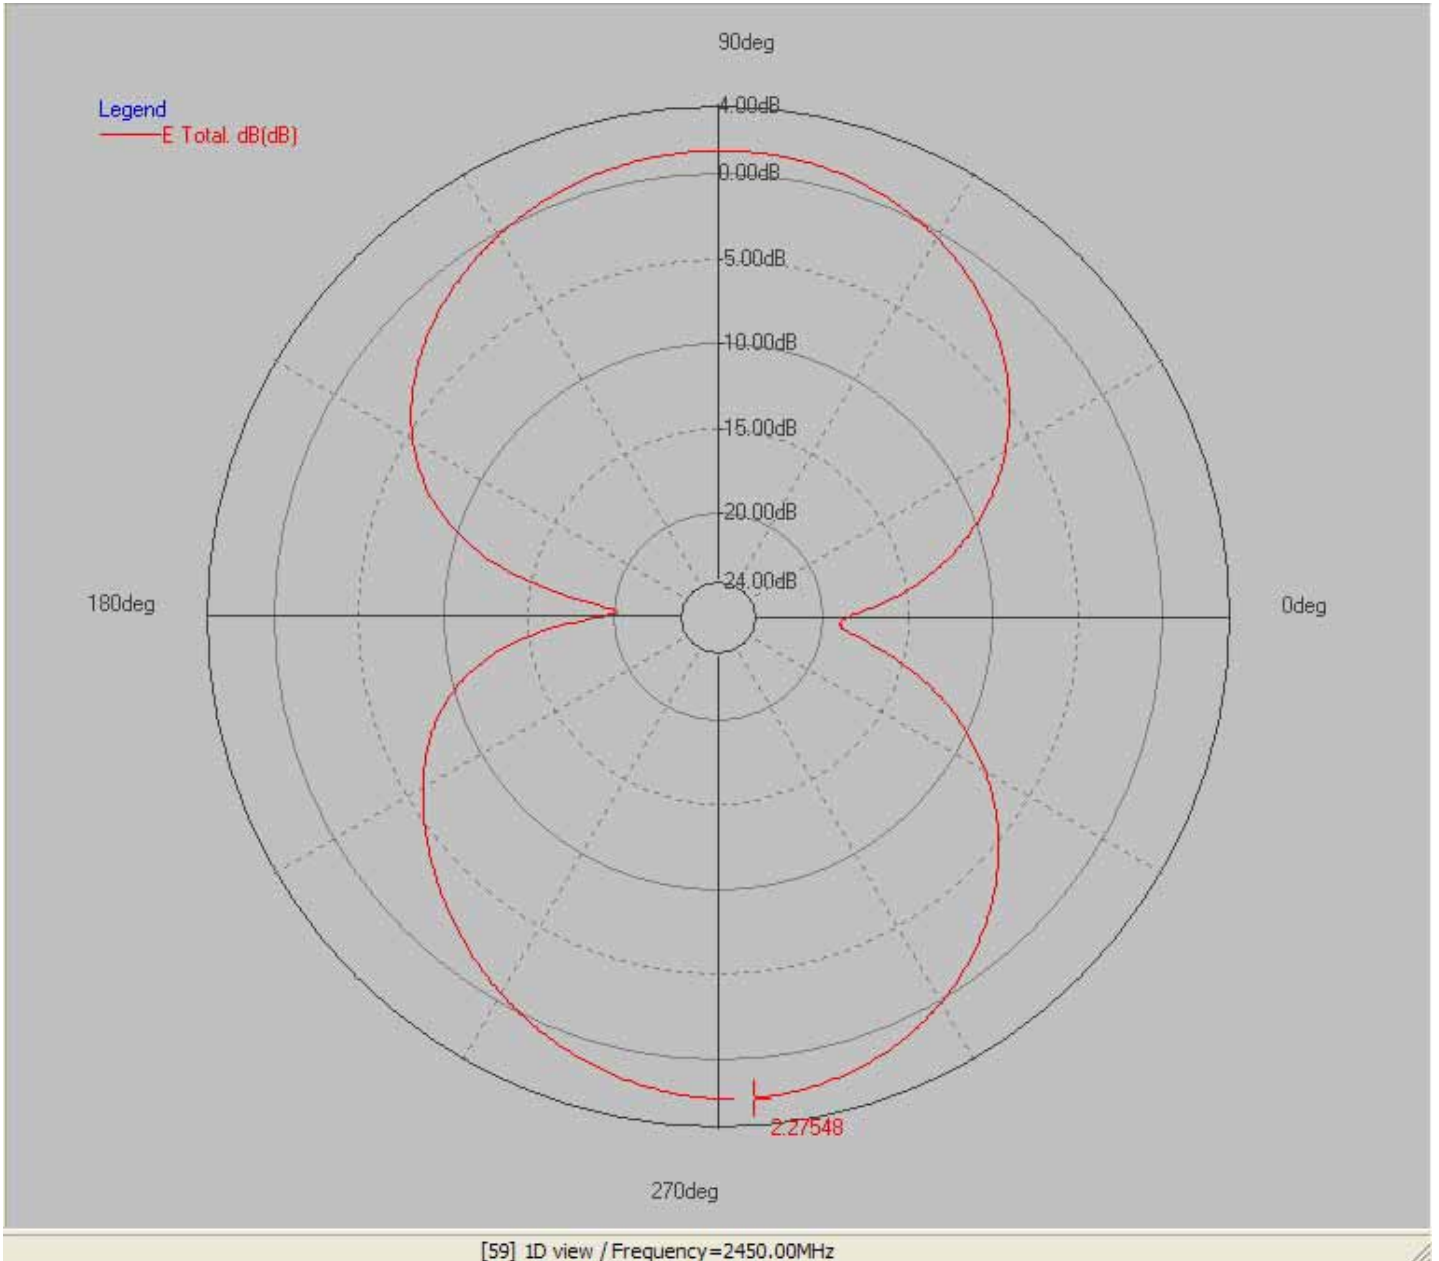 90deg
Legend
E Total. dB(dB)
4.00dB
0.00dB
-5.00dB
-10.00dB
-15.00dB
-20.00dB
-24.00dB
180deg
0deg
2.27548
270deg
[59] 1D view / Frequency=2450.00MHz